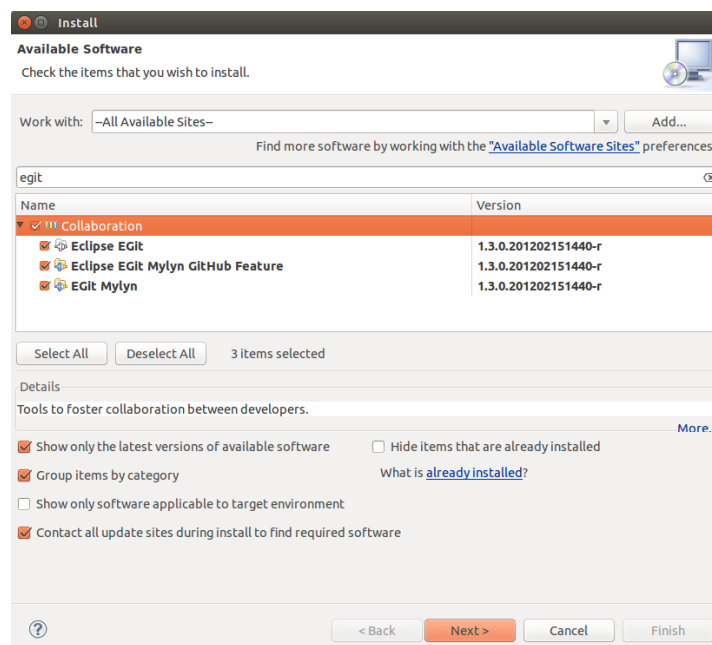 Install
Available Software
Check the items that you wish to install.
Work with: --All Available Sites-- Add...
Find more software by working with the "Available Software Sites" preferences
egit
Name Version
Collaboration
Eclipse EGit 1.3.0.201202151440-r
Eclipse EGit Mylyn GitHub Feature 1.3.0.201202151440-r
EGit Mylyn 1.3.0.201202151440-r
Select All Deselect All 3 items selected
Details
Tools to foster collaboration between developers.
More.
Show only the latest versions of available software Hide items that are already installed
Group items by category What is already installed?
Show only software applicable to target environment
Contact all update sites during install to find required software
? < Back Next > Cancel Finish